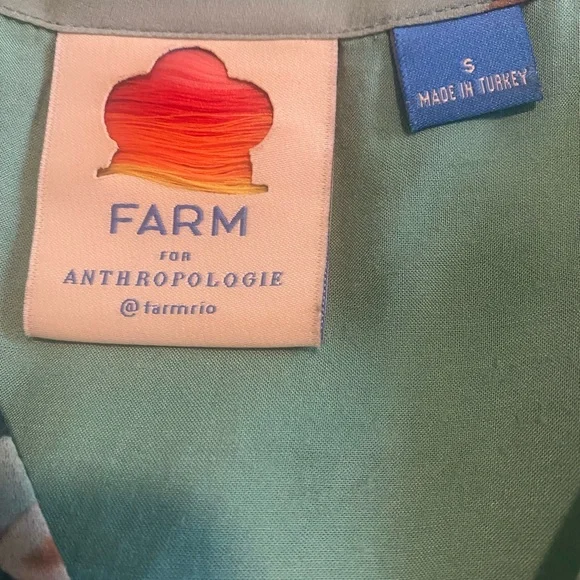 FARM
FOR
ANTHROPOLOGIE
@farmrio
S
MADE IN TURKEY